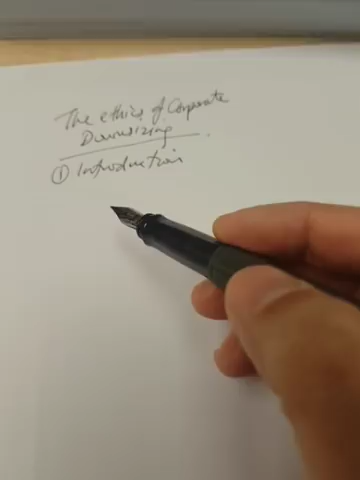 The ethics of Corporate
Downsizing
① Introduction